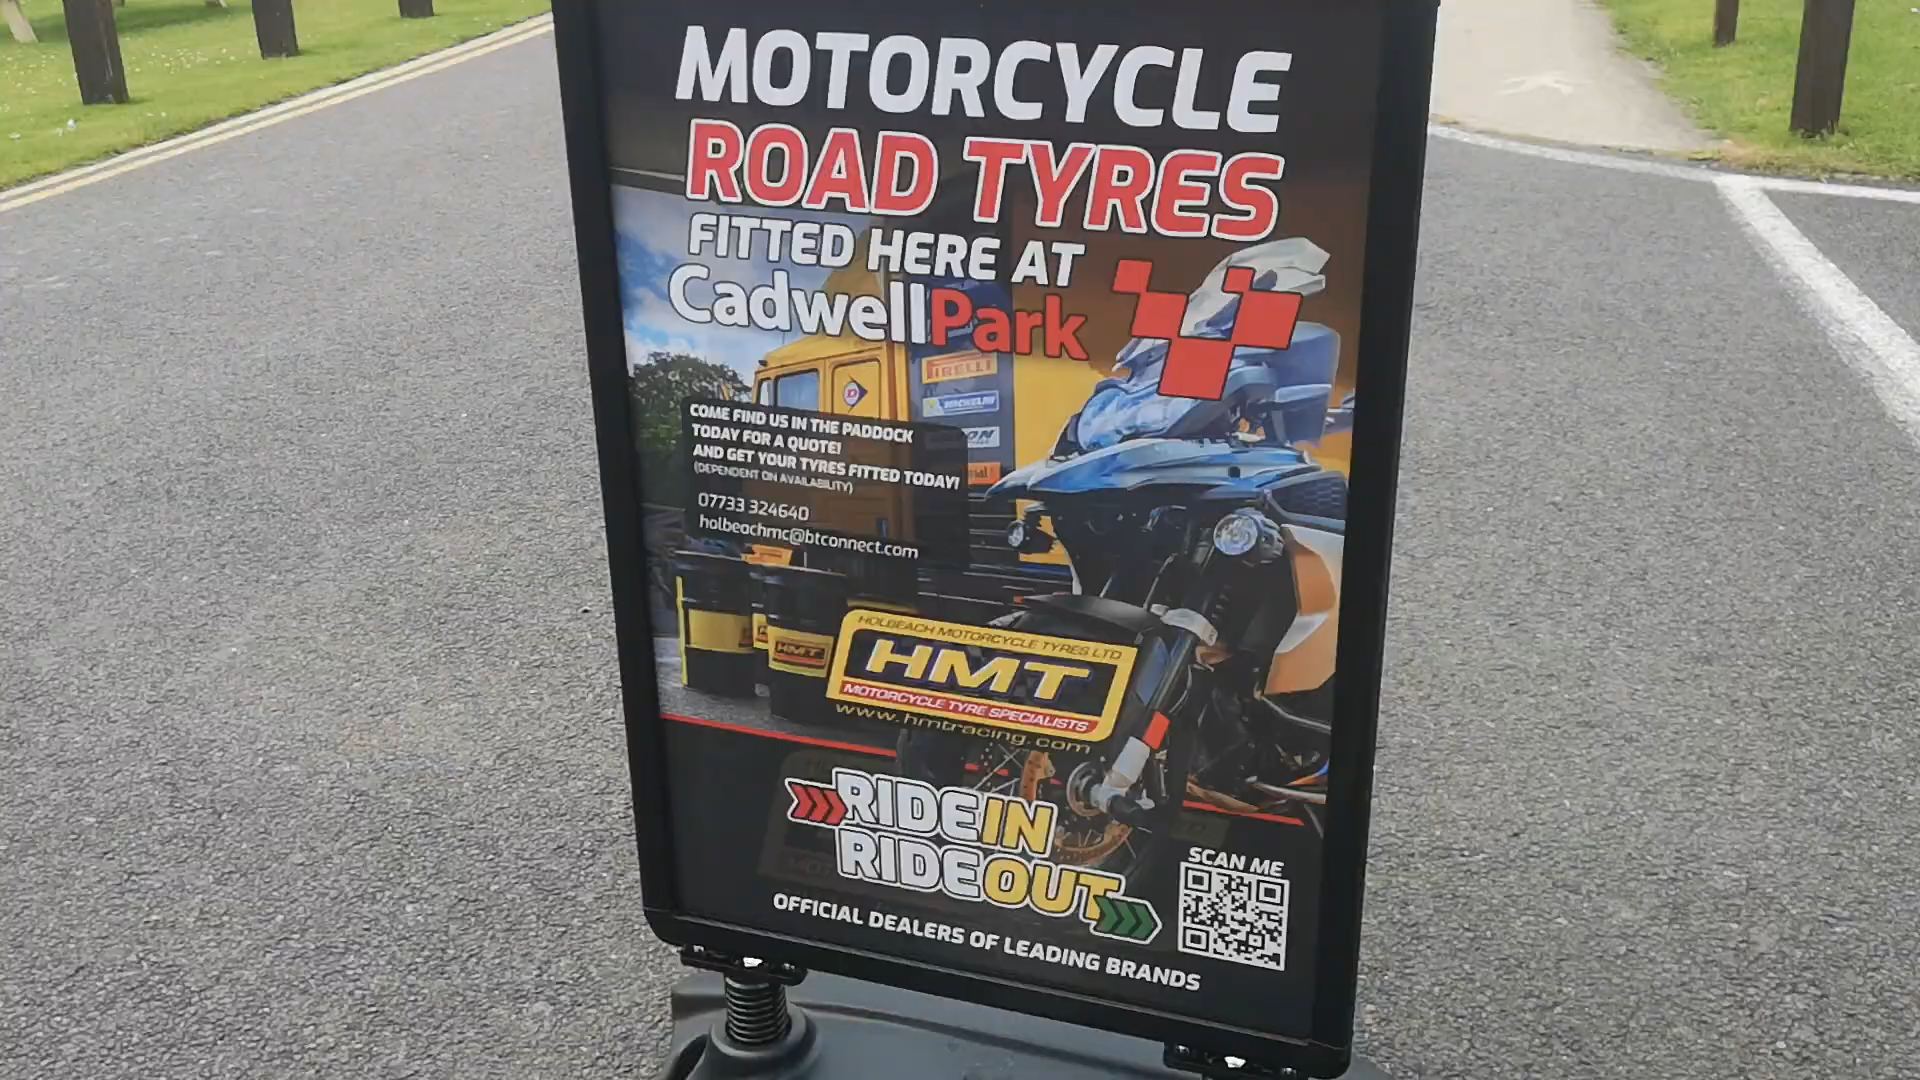 MOTORCYCLE
ROAD TYRES
FITTED HERE AT
CadwellPark
PIRELLI
MICHELIN
COME FIND US IN THE PADDOCK
TODAY FOR A QUOTE!
AND GET YOUR TYRES FITTED TODAY!
(DEPENDENT ON AVAILABILITY)
07733 324640
holbeachmc@btconnect.com
HMT
HOLBEACH MOTORCYCLE TYRES LTD
HMT
MOTORCYCLE TYRE SPECIALISTS
www.hmtracing.com
RIDE IN
RIDE OUT
SCAN ME
OFFICIAL DEALERS OF LEADING BRANDS